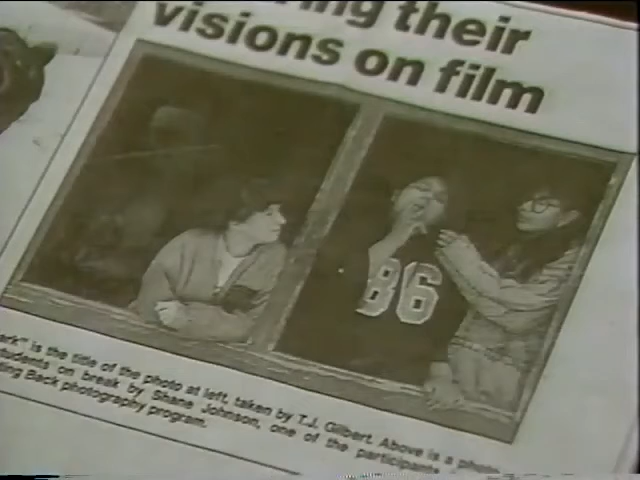 their
visions on film
86
is the title of the photo at left, taken by T.J. Gilbert. Above is a
students on break by Shane Johnson, one of the participants
Back photography program.